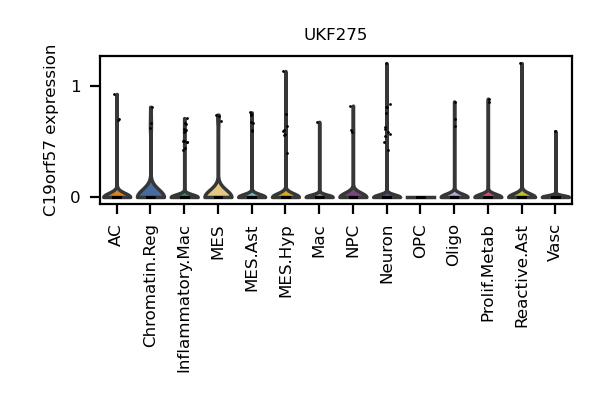 UKF275
C19orf57 expression
1
0
AC
Chromatin.Reg
Inflammatory.Mac
MES
MES.Ast
MES.Hyp
Mac
NPC
Neuron
OPC
Oligo
Prolif.Metab
Reactive.Ast
Vasc